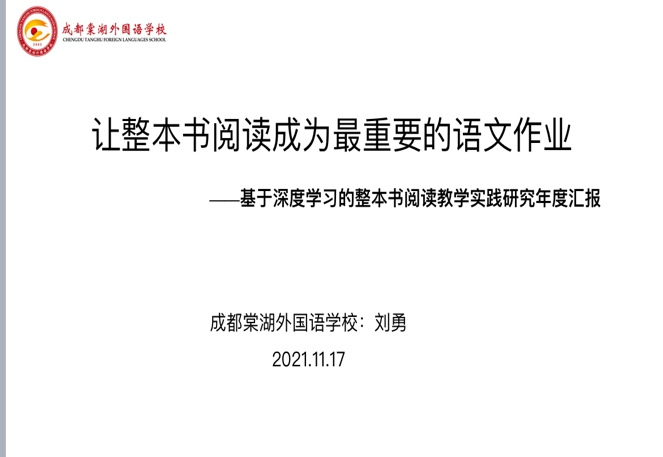 成都棠湖外国语学校
CHENGDU TANGHU FOREIGN LANGUAGES SCHOOL
让整本书阅读成为最重要的语文作业
——基于深度学习的整本书阅读教学实践研究年度汇报
成都棠湖外国语学校：刘勇
2021.11.17